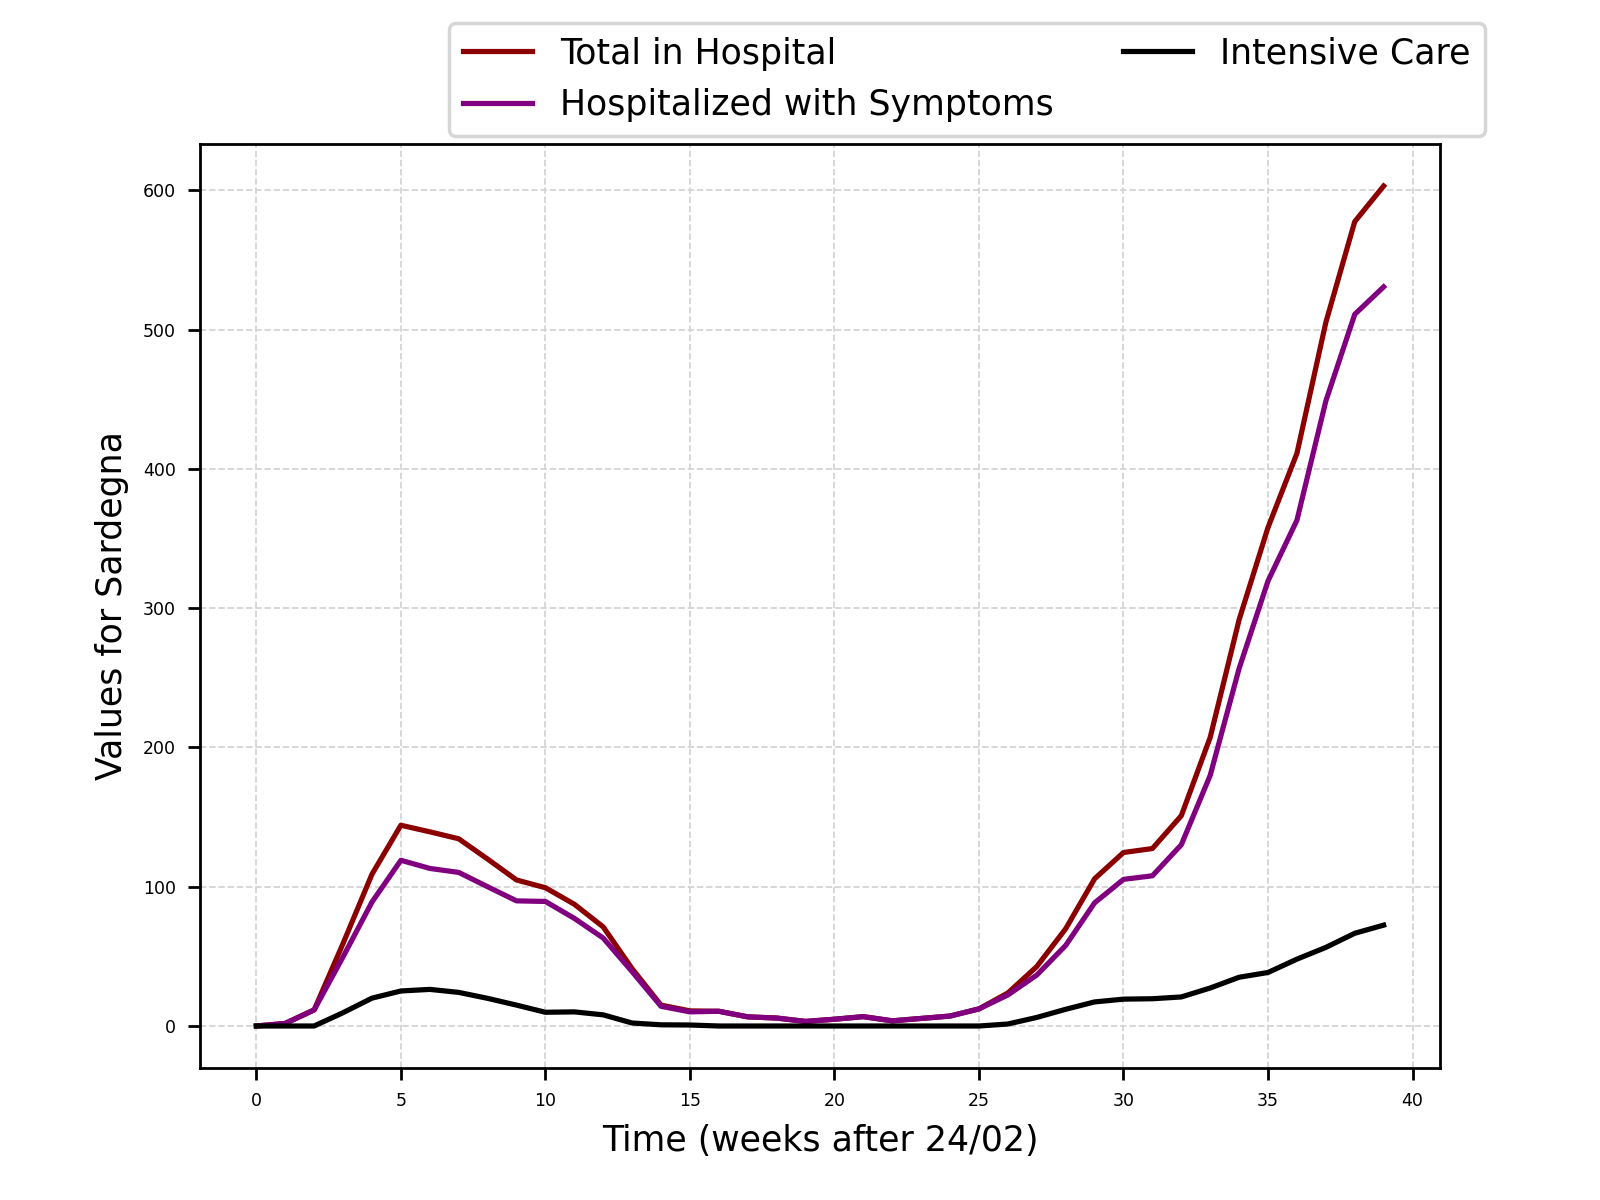 Total in Hospital
Hospitalized with Symptoms
Intensive Care
Values for Sardegna
600
500
400
300
200
100
0
0 5 10 15 20 25 30 35 40
Time (weeks after 24/02)